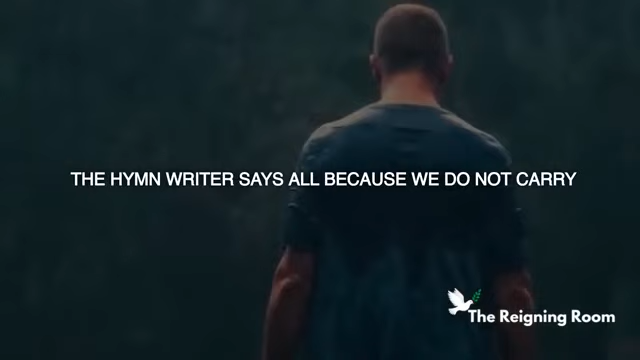 THE HYMN WRITER SAYS ALL BECAUSE WE DO NOT CARRY
The Reigning Room